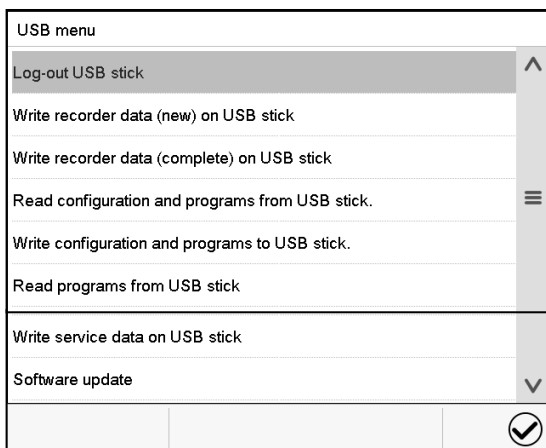 USB menu
Log-out USB stick
Write recorder data (new) on USB stick
Write recorder data (complete) on USB stick
Read configuration and programs from USB stick.
Write configuration and programs to USB stick.
Read programs from USB stick
Write service data on USB stick
Software update